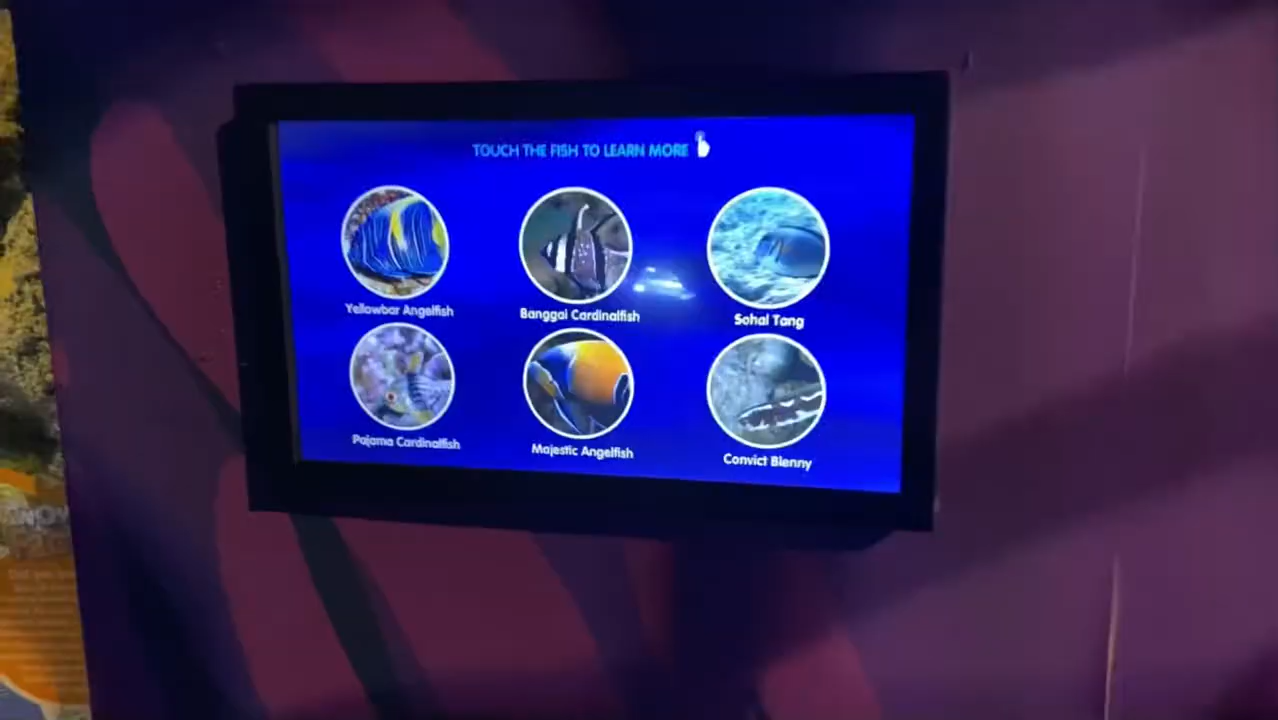 TOUCH THE FISH TO LEARN MORE
Yellowbar Angelfish
Banggai Cardinalfish
Sohal Tang
Pajama Cardinalfish
Majestic Angelfish
Convict Blenny